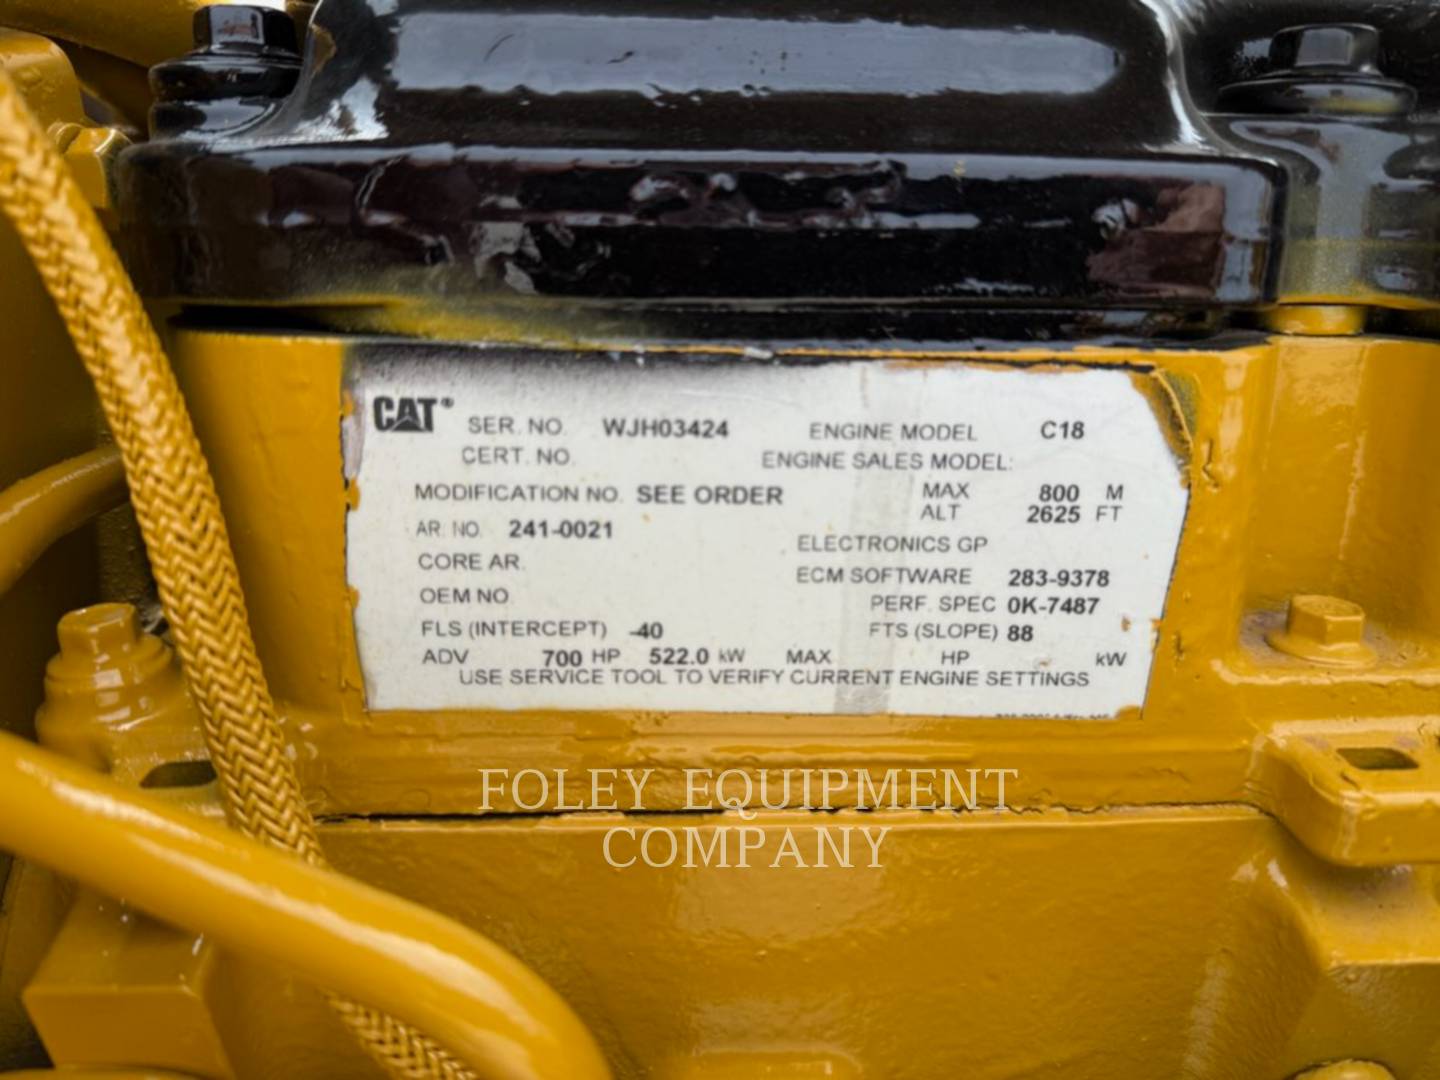 CAT® SER. NO. WJH03424 ENGINE MODEL C18
CERT. NO. ENGINE SALES MODEL:
MODIFICATION NO. SEE ORDER MAX 800 M
ALT 2625 FT
AR. NO. 241-0021
ELECTRONICS GP
CORE AR.
ECM SOFTWARE 283-9378
OEM NO.
PERF. SPEC 0K-7487
FLS (INTERCEPT) -40 FTS (SLOPE) 88
ADV 700 HP 522.0 kW MAX HP kW
USE SERVICE TOOL TO VERIFY CURRENT ENGINE SETTINGS
FOLEY EQUIPMENT
COMPANY